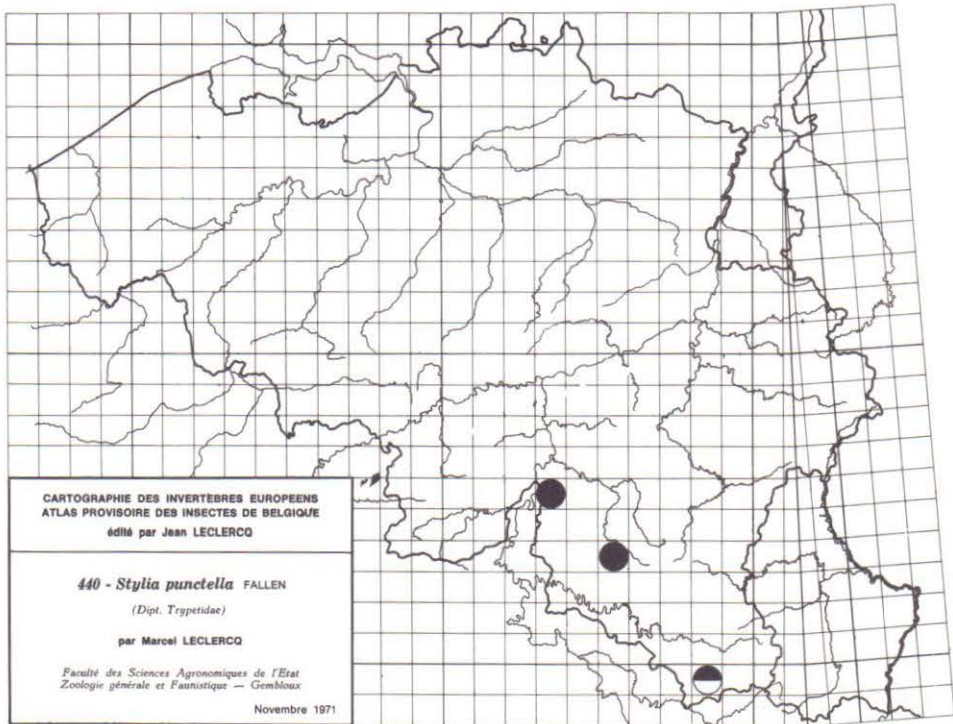 CARTOGRAPHIE DES INVERTEBRES EUROPEENS
ATLAS PROVISOIRE DES INSECTES DE BELGIQUE
édité par Jean LECLERCQ
440 - Stylia punctella FALLEN
(Dipt. Trypetidae)
par Marcel LECLERCQ
Faculté des Sciences Agronomiques de l'Etat
Zoologie générale et Faunistique — Gembloux
Novembre 1971